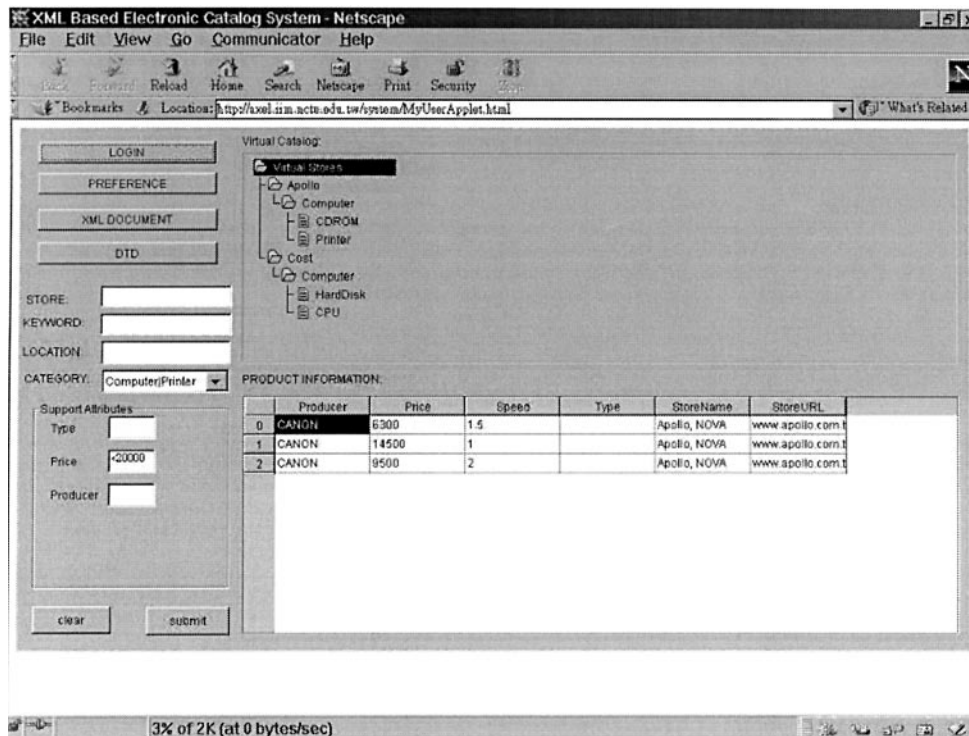 XML Based Electronic Catalog System - Netscape
File Edit View Go Communicator Help
Back Forward Reload Home Search Netscape Print Security Stop
Bookmarks Location: http://axel.iim.nctu.edu.tw/system/MyUserApplet.html What's Related
LOGIN
PREFERENCE
XML DOCUMENT
DTD
STORE:
KEYWORD:
LOCATION:
CATEGORY: Computer|Printer
Support Attributes
Type
Price <20000
Producer
clear submit
Virtual Catalog:
Virtual Stores
Apollo
Computer
CDROM
Printer
Cost
Computer
HardDisk
CPU
PRODUCT INFORMATION:
Producer Price Speed Type StoreName StoreURL
0 CANON 6300 1.5 Apollo, NOVA www.apollo.com.t
1 CANON 14500 1 Apollo, NOVA www.apollo.com.t
2 CANON 9500 2 Apollo, NOVA www.apollo.com.t
3% of 2K (at 0 bytes/sec)